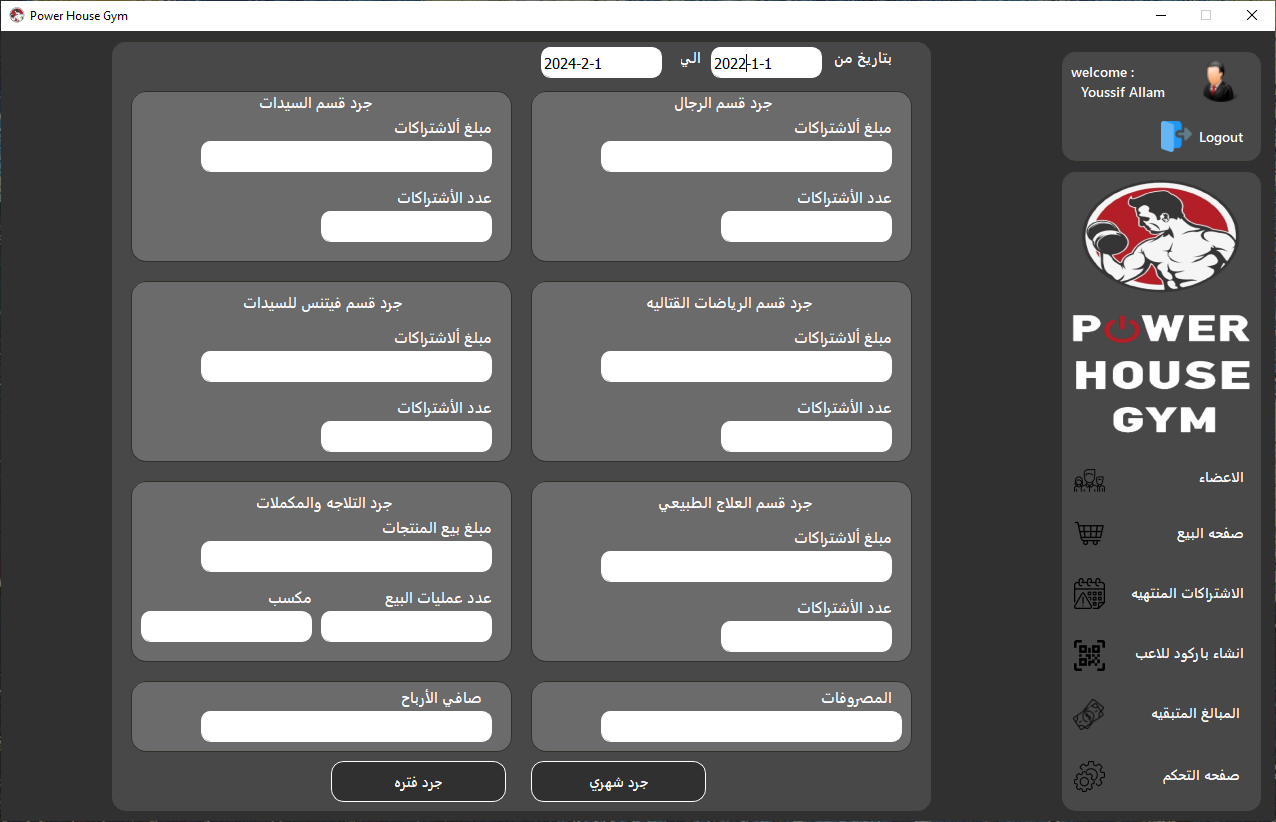 Power House Gym
بتاريخ من
2022-1-1
الي
2024-2-1
جرد قسم الرجال
مبلغ ألاشتراكات
عدد الأشتراكات
جرد قسم السيدات
مبلغ ألاشتراكات
عدد الأشتراكات
جرد قسم الرياضات القتاليه
مبلغ ألاشتراكات
عدد الأشتراكات
جرد قسم فيتنس للسيدات
مبلغ ألاشتراكات
عدد الأشتراكات
جرد قسم العلاج الطبيعي
مبلغ ألاشتراكات
عدد الأشتراكات
جرد التلاجه والمكملات
مبلغ بيع المنتجات
عدد عمليات البيع
مكسب
المصروفات
صافي الأرباح
جرد شهري
جرد فتره
welcome :
Youssif Allam
Logout
POWER
HOUSE
GYM
الاعضاء
صفحه البيع
الاشتراكات المنتهيه
انشاء باركود للاعب
المبالغ المتبقيه
صفحه التحكم